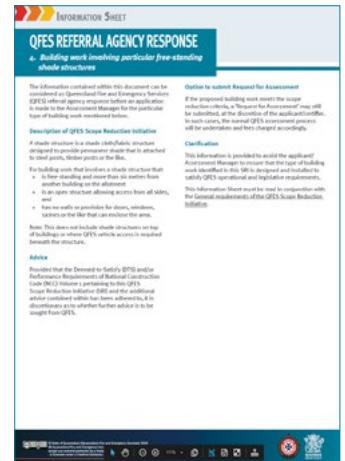 INFORMATION SHEET
QFES REFERRAL AGENCY RESPONSE
4. Building work involving particular free-standing
shade structures
The information contained within this document can be
considered as Queensland Fire and Emergency Services
(QFES) referral agency response before an application
is made to the Assessment Manager for the particular
type of building work mentioned below.
Description of QFES Scope Reduction Initiative
A shade structure is a shade cloth/fabric structure
designed to provide permanent shade that is attached
to steel posts, timber posts or the like.
For building work that involves a shade structure that:
• is free-standing and more than six metres from
another building on the allotment
• is an open structure allowing access from all sides,
and
• has no walls or provision for doors, windows,
screens or the like that can enclose the area.
Note: This does not include shade structures on top
of buildings or where QFES vehicle access is required
beneath the structure.
Advice
Provided that the Deemed-to-Satisfy (DTS) and/or
Performance Requirements of National Construction
Code (NCC) Volume 1 pertaining to this QFES
Scope Reduction Initiative (SRI) and the additional
advice contained within has been adhered to, it is
discretionary as to whether further advice is to be
sought from QFES.
Option to submit Request for Assessment
If the proposed building work meets the scope
reduction criteria, a "Request for Assessment" may still
be submitted, at the discretion of the applicant/certifier.
In such cases, the normal QFES assessment process
will be undertaken and fees charged accordingly.
Clarification
This information is provided to assist the applicant/
Assessment Manager to ensure that the type of building
work identified in this SRI is designed and installed to
satisfy QFES operational and legislative requirements.
This Information Sheet must be read in conjunction with
the General requirements of the QFES Scope Reduction
Initiative.